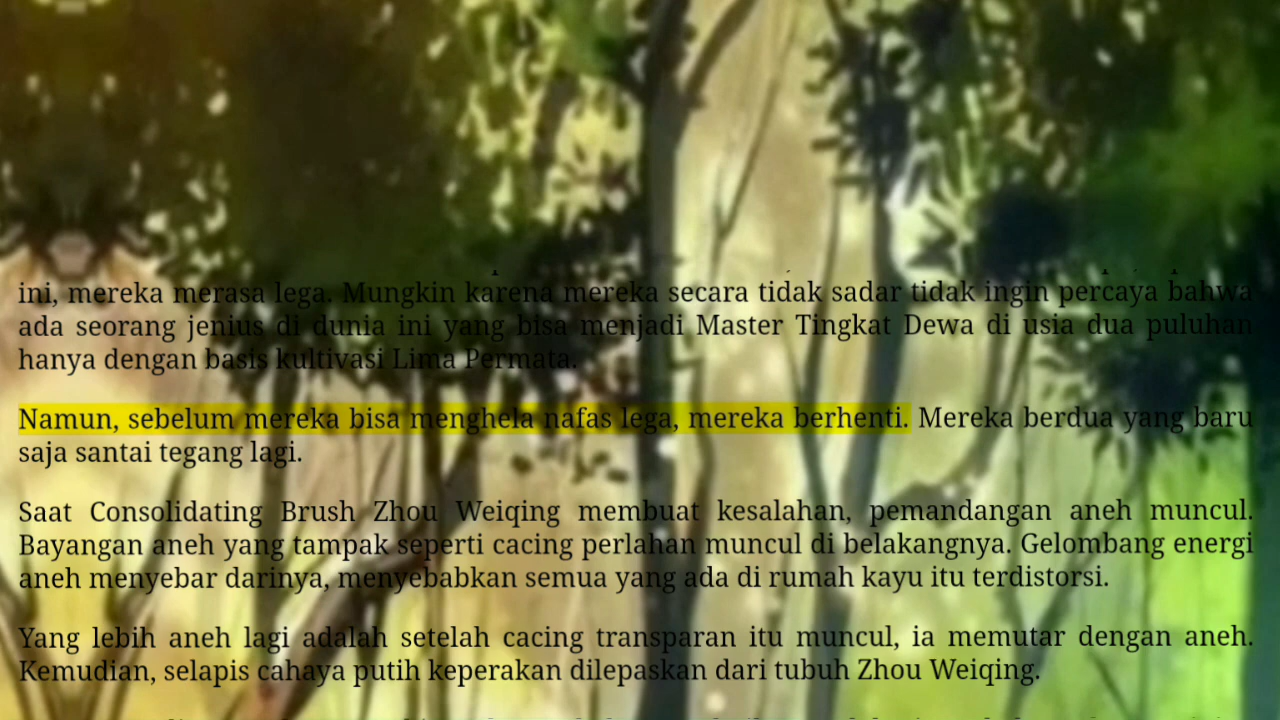 ini, mereka merasa lega. Mungkin karena mereka secara tidak sadar tidak ingin percaya bahwa
ada seorang jenius di dunia ini yang bisa menjadi Master Tingkat Dewa di usia dua puluhan
hanya dengan basis kultivasi Lima Permata.
Namun, sebelum mereka bisa menghela nafas lega, mereka berhenti. Mereka berdua yang baru
saja santai tegang lagi.
Saat Consolidating Brush Zhou Weiqing membuat kesalahan, pemandangan aneh muncul.
Bayangan aneh yang tampak seperti cacing perlahan muncul di belakangnya. Gelombang energi
aneh menyebar darinya, menyebabkan semua yang ada di rumah kayu itu terdistorsi.
Yang lebih aneh lagi adalah setelah cacing transparan itu muncul, ia memutar dengan aneh.
Kemudian, selapis cahaya putih keperakan dilepaskan dari tubuh Zhou Weiqing.